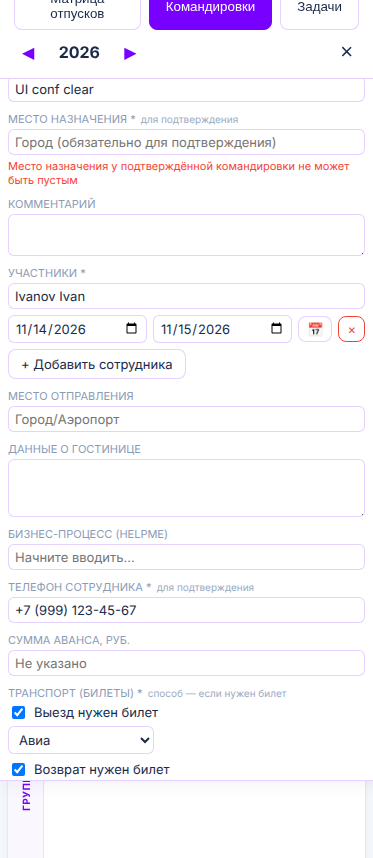 Матрица
отпусков
Командировки
Задачи
◀ 2026 ▶ ×
UI conf clear
МЕСТО НАЗНАЧЕНИЯ * для подтверждения
Город (обязательно для подтверждения)
Место назначения у подтверждённой командировки не может
быть пустым
КОММЕНТАРИЙ
УЧАСТНИКИ *
Ivanov Ivan
11/14/2026 11/15/2026 ×
+ Добавить сотрудника
МЕСТО ОТПРАВЛЕНИЯ
Город/Аэропорт
ДАННЫЕ О ГОСТИНИЦЕ
БИЗНЕС-ПРОЦЕСС (HELPME)
Начните вводить...
ТЕЛЕФОН СОТРУДНИКА * для подтверждения
+7 (999) 123-45-67
СУММА АВАНСА, РУБ.
Не указано
ТРАНСПОРТ (БИЛЕТЫ) * способ — если нужен билет
Выезд нужен билет
Авиа
Возврат нужен билет